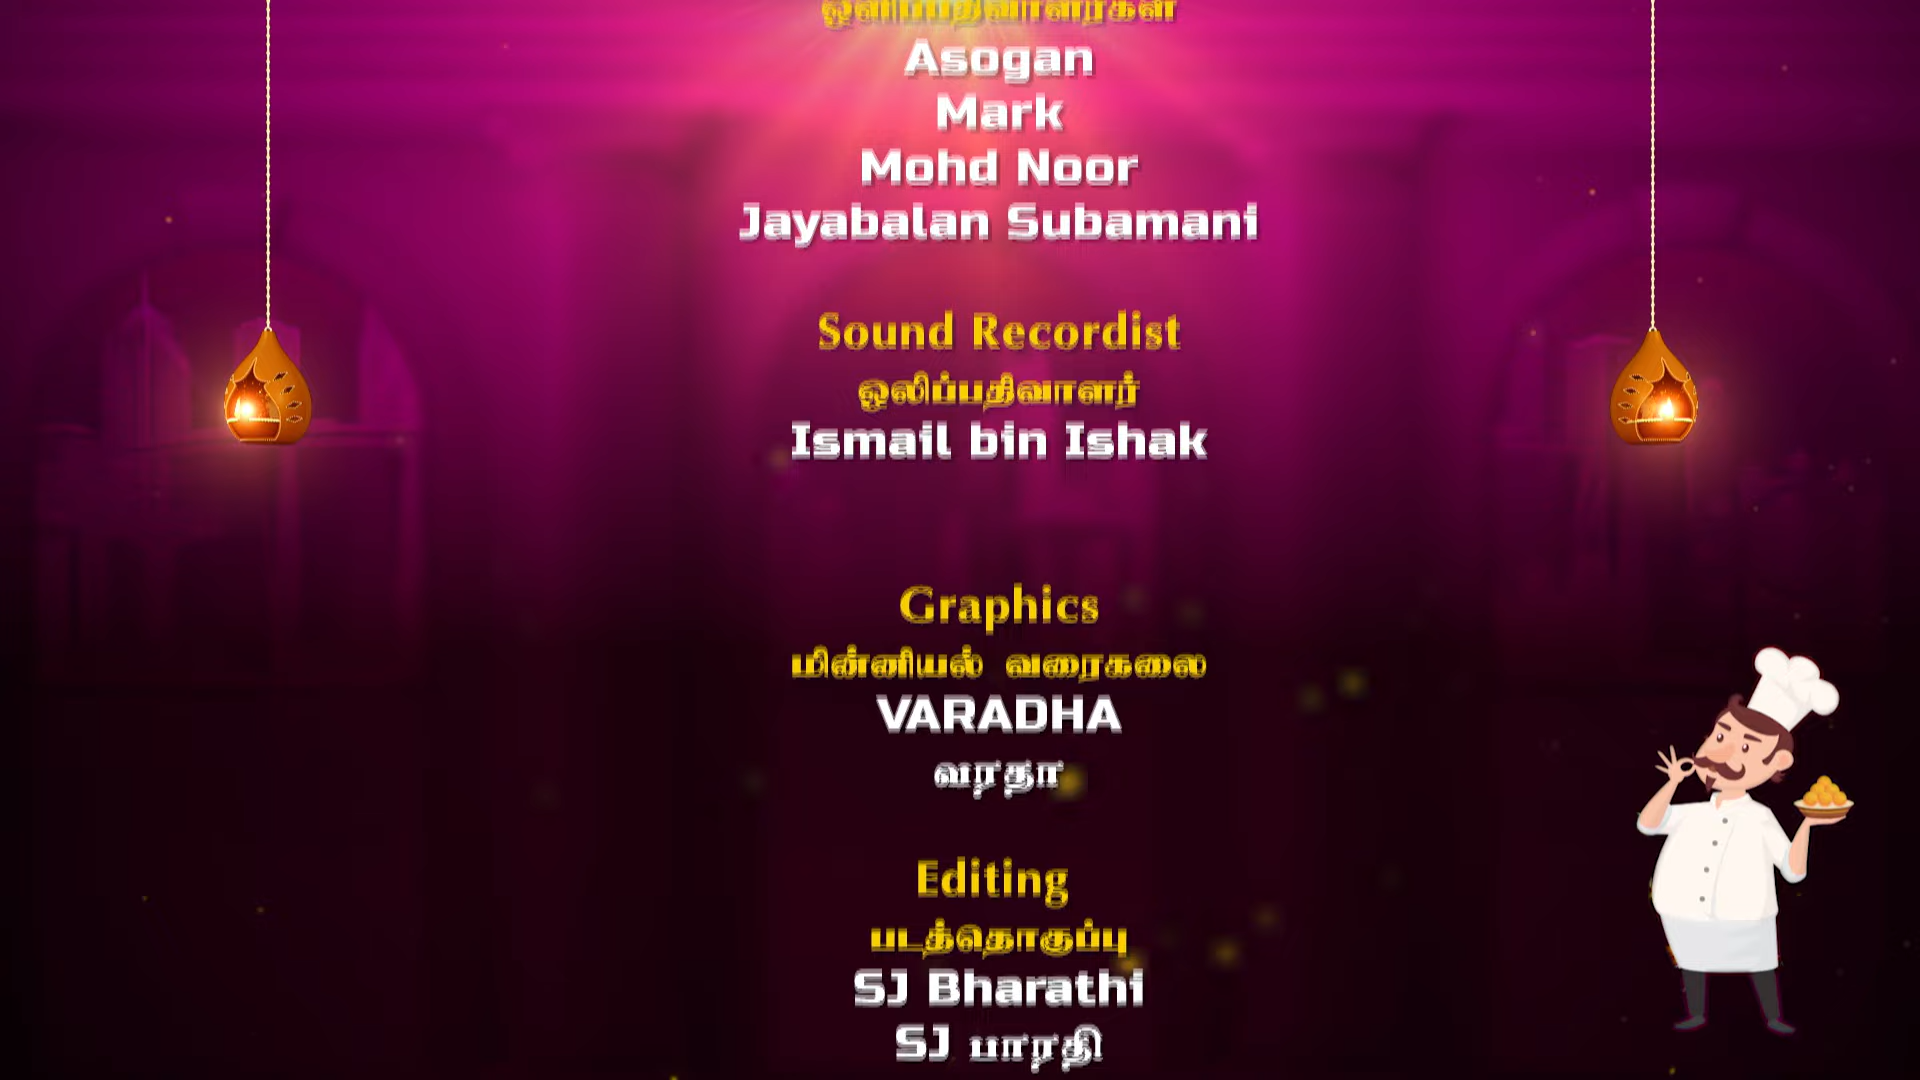 Asogan
Mark
Mohd Noor
Jayabalan Subamani
Sound Recordist
ஒலிப்பதிவாளர்
Ismail bin Ishak
Graphics
மின்னியல் வரைகலை
VARADHA
வரதா
Editing
படத்தொகுப்பு
SJ Bharathi
SJ பாரதி